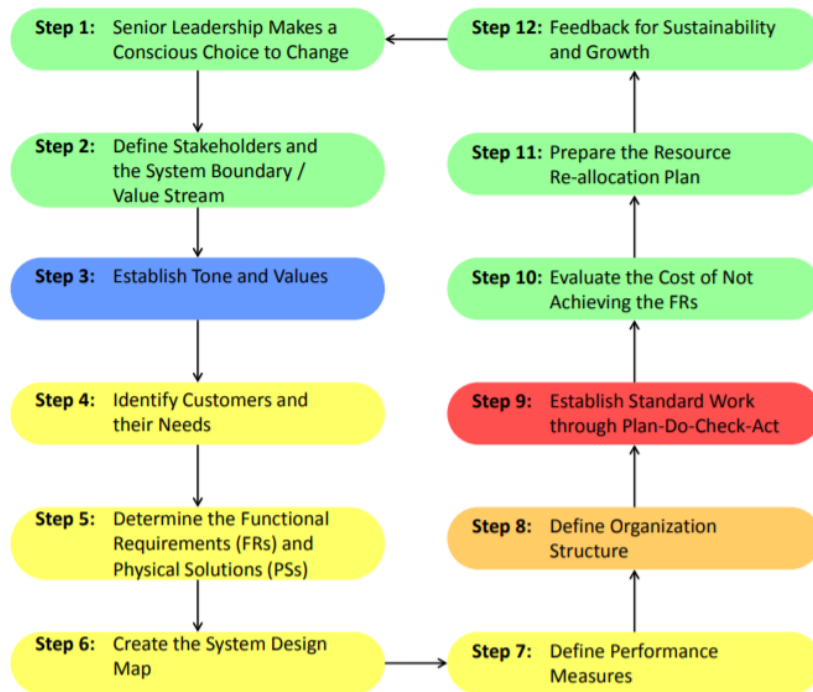 Step 1: Senior Leadership Makes a
Conscious Choice to Change
Step 2: Define Stakeholders and
the System Boundary /
Value Stream
Step 3: Establish Tone and Values
Step 4: Identify Customers and
their Needs
Step 5: Determine the Functional
Requirements (FRs) and
Physical Solutions (PSs)
Step 6: Create the System Design
Map
Step 7: Define Performance
Measures
Step 8: Define Organization
Structure
Step 9: Establish Standard Work
through Plan-Do-Check-Act
Step 10: Evaluate the Cost of Not
Achieving the FRs
Step 11: Prepare the Resource
Re-allocation Plan
Step 12: Feedback for Sustainability
and Growth